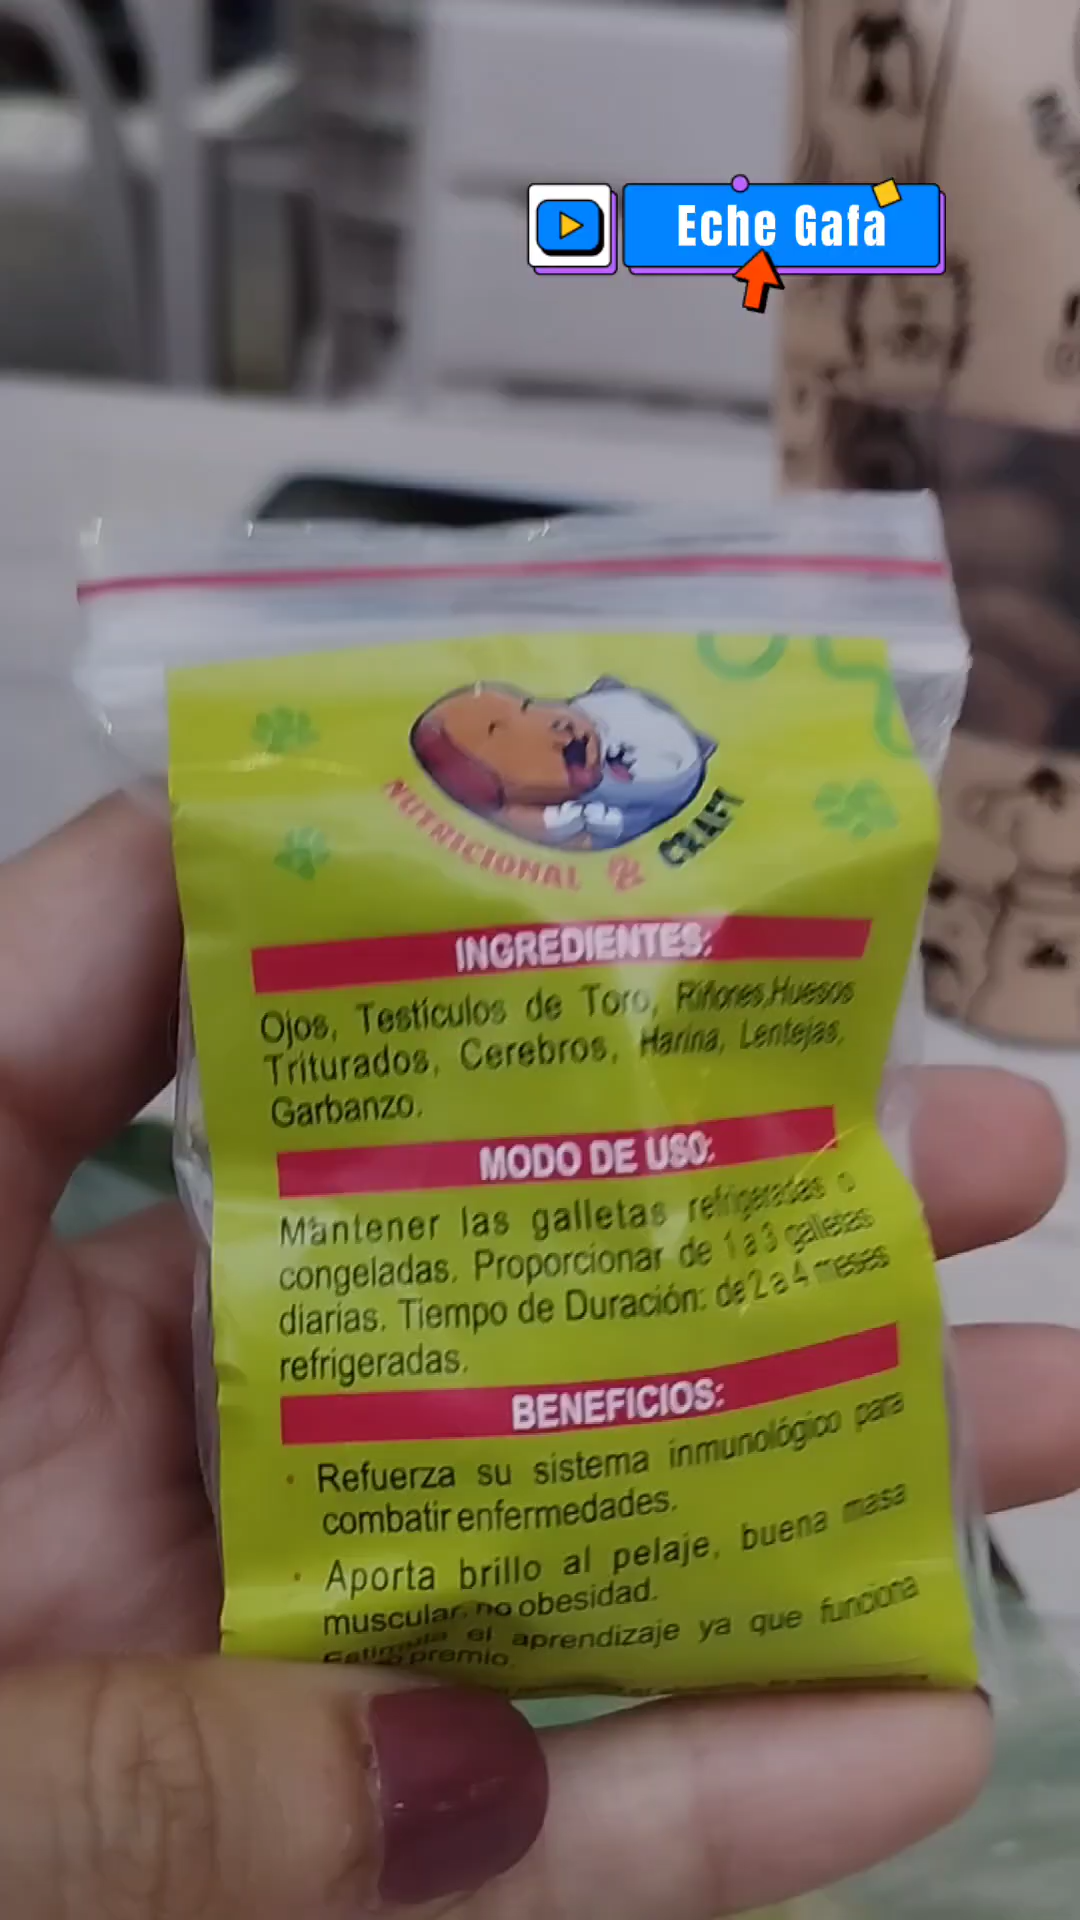 Eche Gafa
NUTRICIONAL & CRAFT
INGREDIENTES:
Ojos, Testículos de Toro, Riñones,Huesos
Triturados, Cerebros, Harina, Lentejas,
Garbanzo.
MODO DE USO:
Mantener las galletas refrigeradas o
congeladas. Proporcionar de 1 a 3 galletas
diarias. Tiempo de Duración: de 2 a 4 meses
refrigeradas.
BENEFICIOS:
· Refuerza su sistema inmunológico para
combatir enfermedades.
· Aporta brillo al pelaje, buena masa
muscular, no obesidad.
Estimula el aprendizaje ya que funciona
premio.